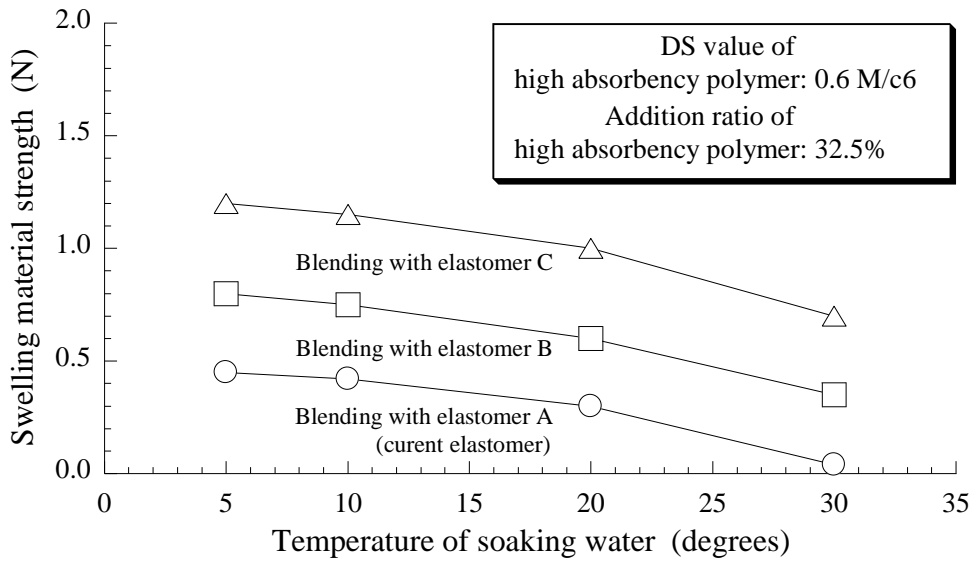 2.0
1.5
1.0
0.5
0.0
Swelling material strength (N)
DS value of
high absorbency polymer: 0.6 M/c6
Addition ratio of
high absorbency polymer: 32.5%
Blending with elastomer C
Blending with elastomer B
Blending with elastomer A
(curent elastomer)
0 5 10 15 20 25 30 35
Temperature of soaking water (degrees)